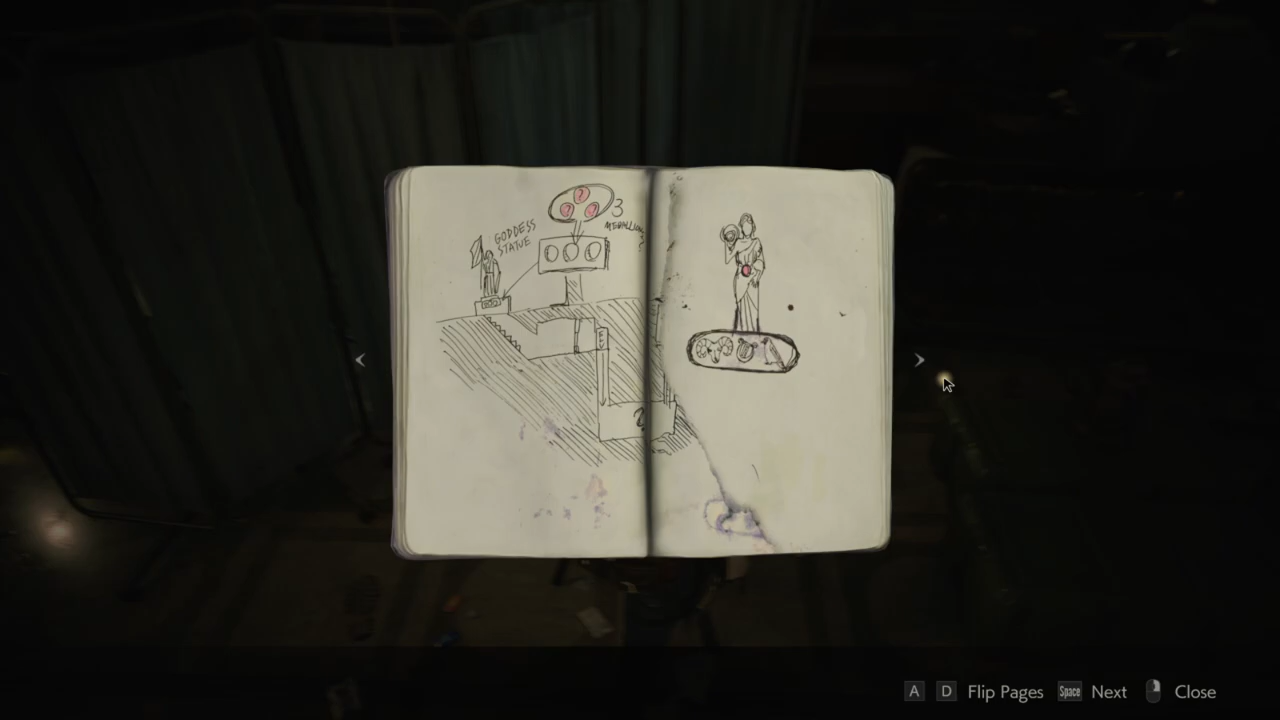 3
MEDALLIONS
?
GODDESS
STATUE
?
A D Flip Pages Space Next Close